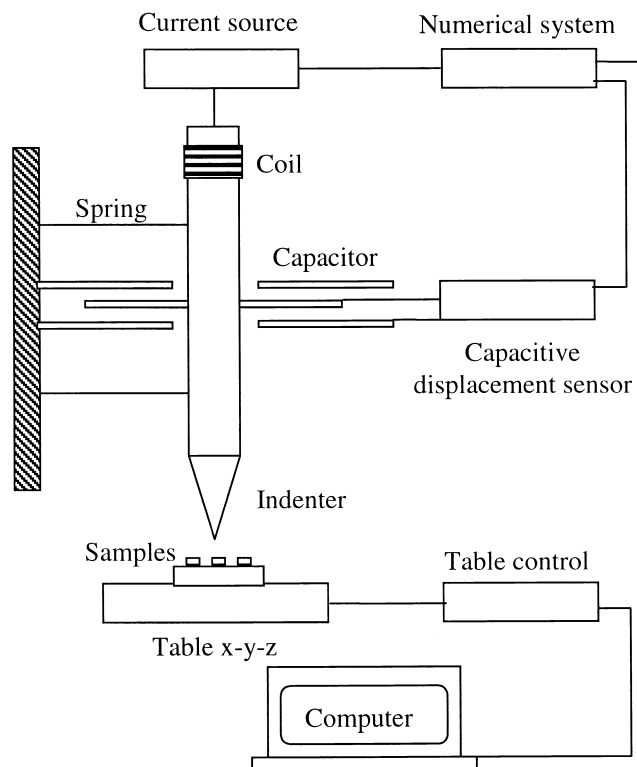 Current source
Numerical system
Coil
Spring
Capacitor
Capacitive
displacement sensor
Indenter
Samples
Table control
Table x-y-z
Computer